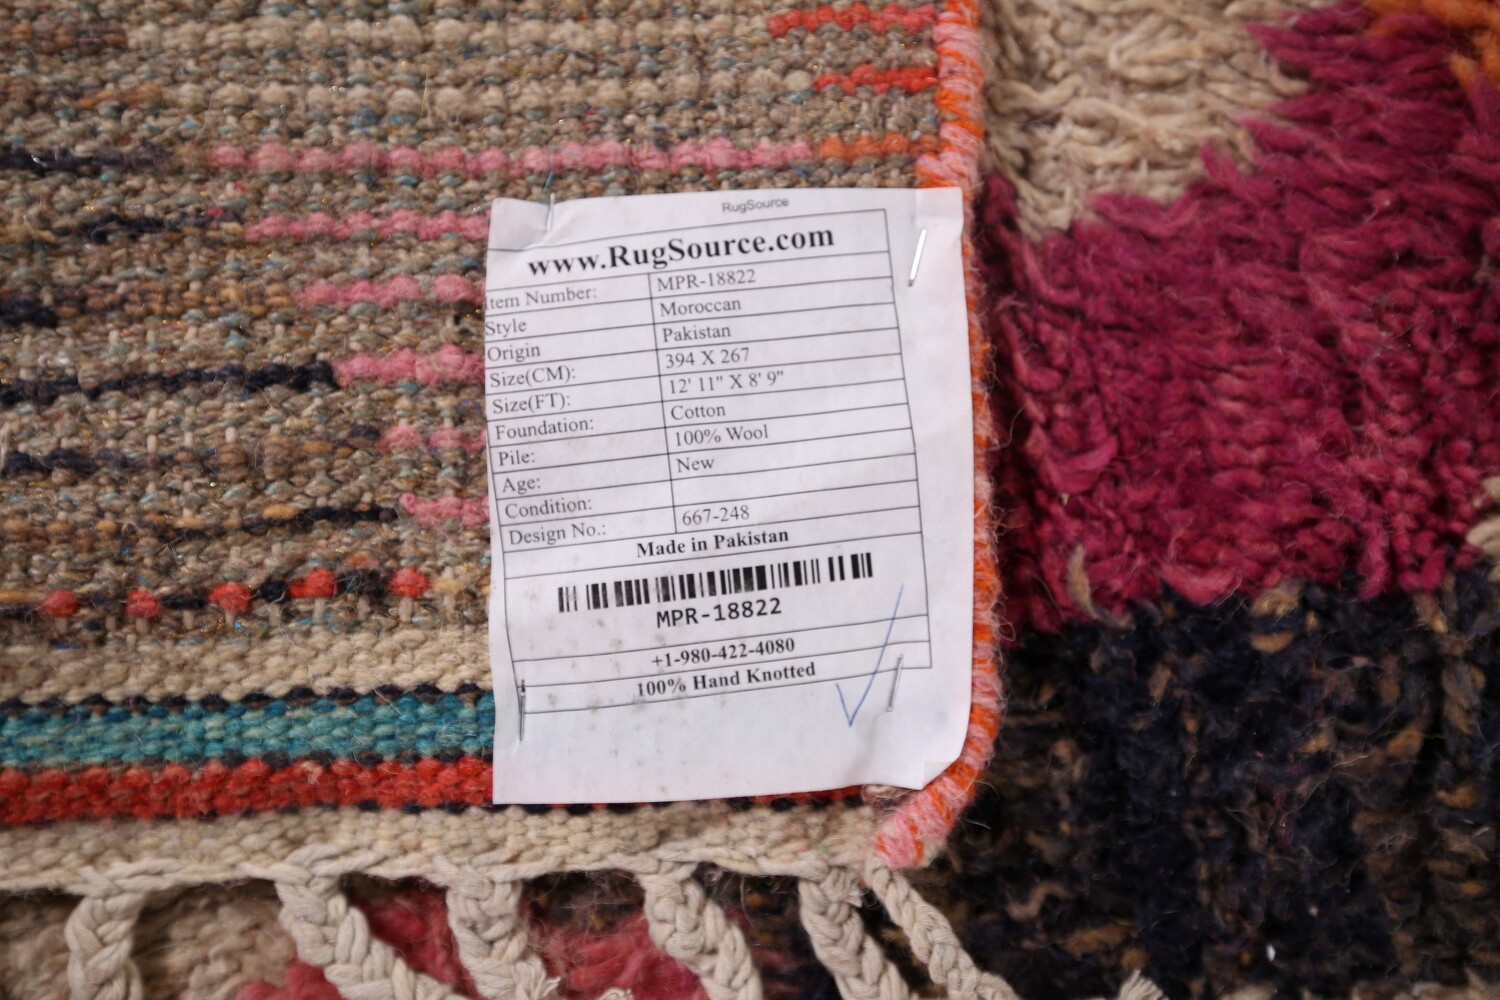 RugSource
www.RugSource.com
Item Number: MPR-18822
Style Moroccan
Origin Pakistan
Size(CM): 394 X 267
Size(FT): 12' 11" X 8' 9"
Foundation: Cotton
Pile: 100% Wool
Age: New
Condition:
Design No.: 667-248
Made in Pakistan
MPR-18822
+1-980-422-4080
100% Hand Knotted